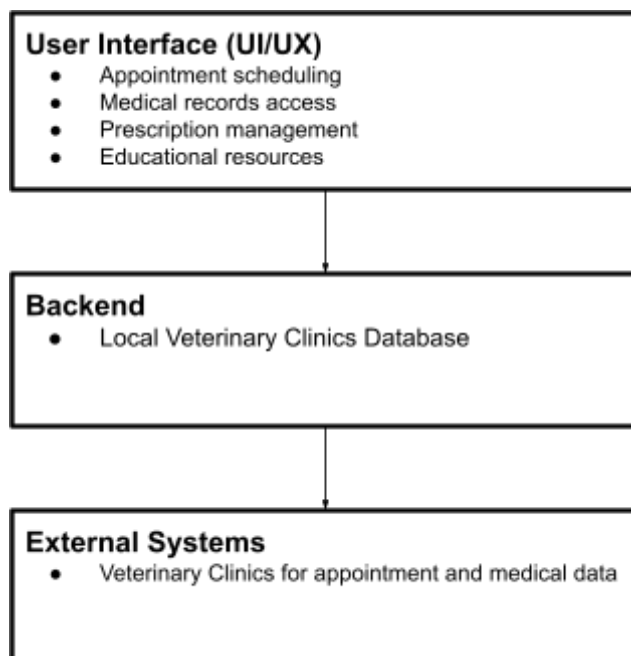 User Interface (UI/UX)
● Appointment scheduling
● Medical records access
● Prescription management
● Educational resources
Backend
● Local Veterinary Clinics Database
External Systems
● Veterinary Clinics for appointment and medical data